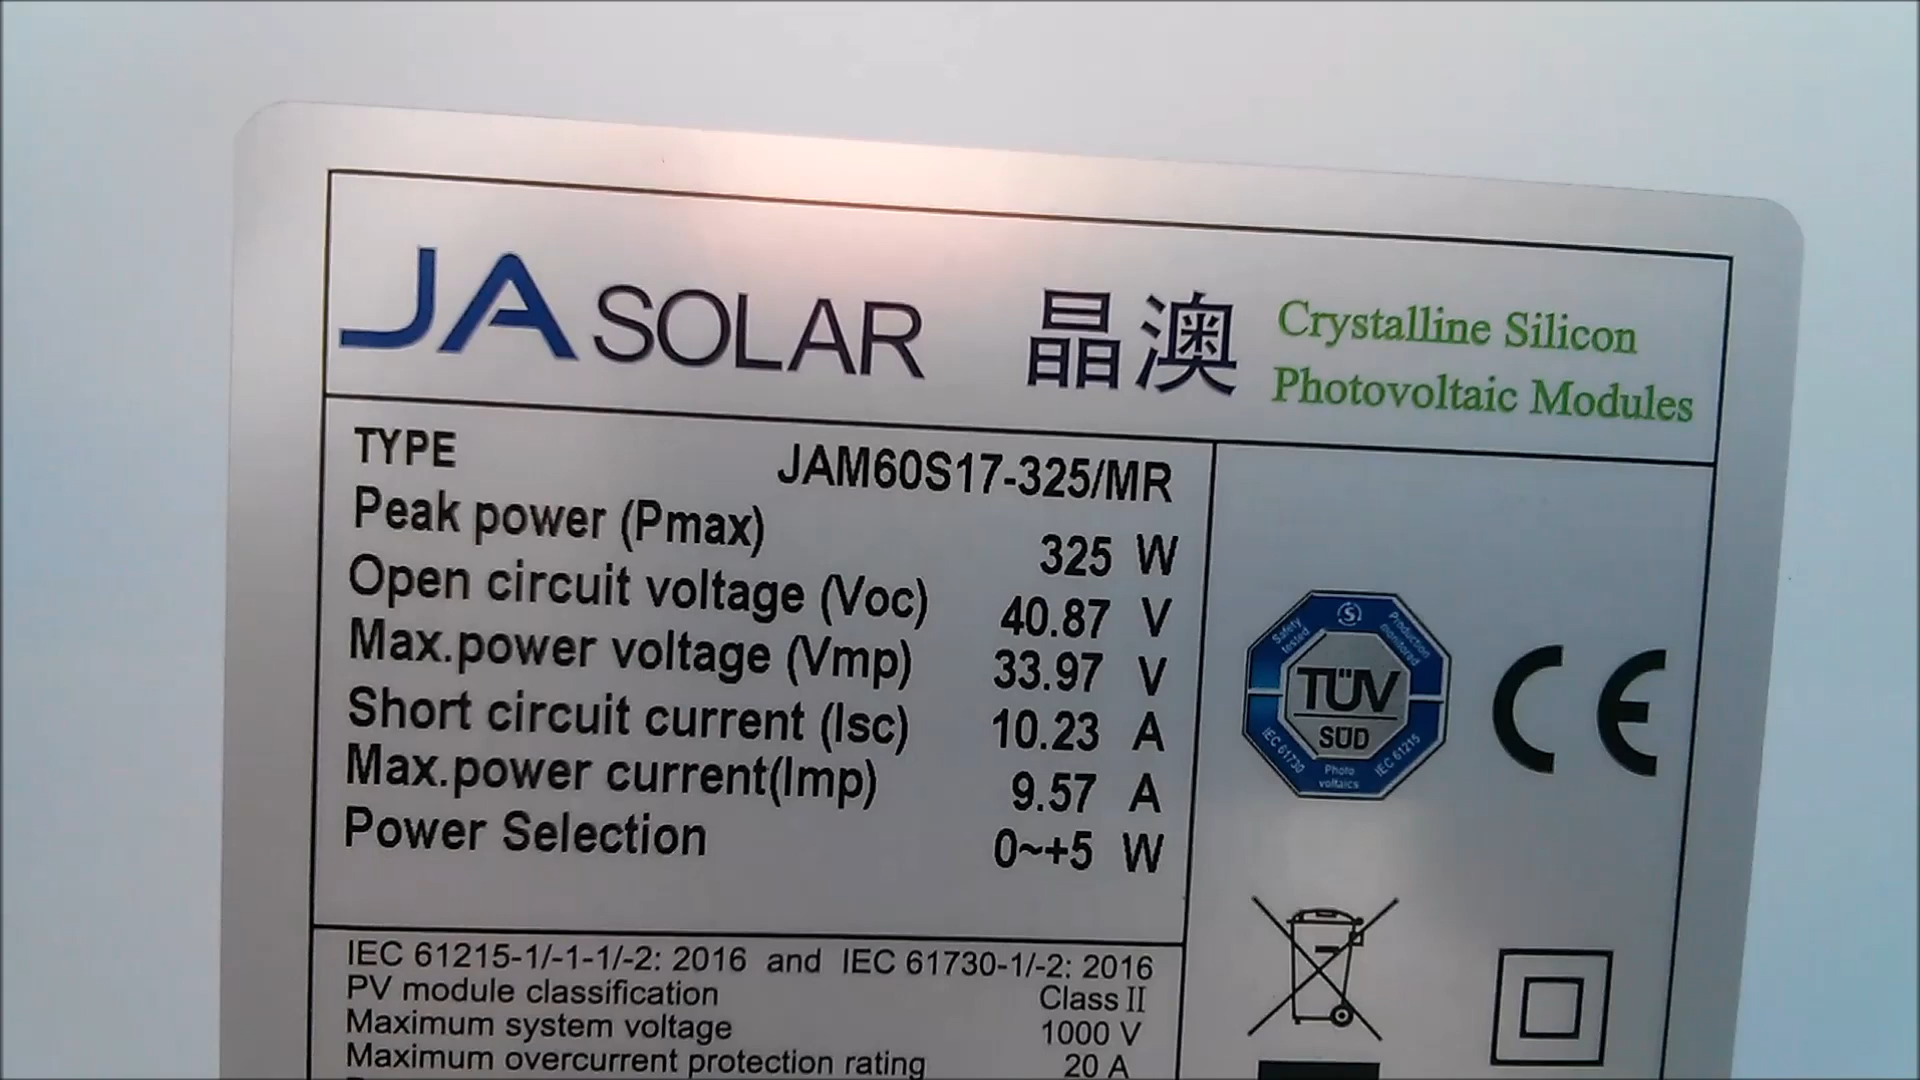 JA SOLAR 晶澳 Crystalline Silicon
Photovoltaic Modules
TYPE JAM60S17-325/MR
Peak power (Pmax) 325 W
Open circuit voltage (Voc) 40.87 V
Max.power voltage (Vmp) 33.97 V
Short circuit current (Isc) 10.23 A
Max.power current(Imp) 9.57 A
Power Selection 0~+5 W
Safety tested
Production monitored
TÜV
SÜD
IEC 61730
Photo voltaics
IEC 61215
CE
IEC 61215-1/-1-1/-2: 2016 and IEC 61730-1/-2: 2016
PV module classification Class II
Maximum system voltage 1000 V
Maximum overcurrent protection rating 20 A